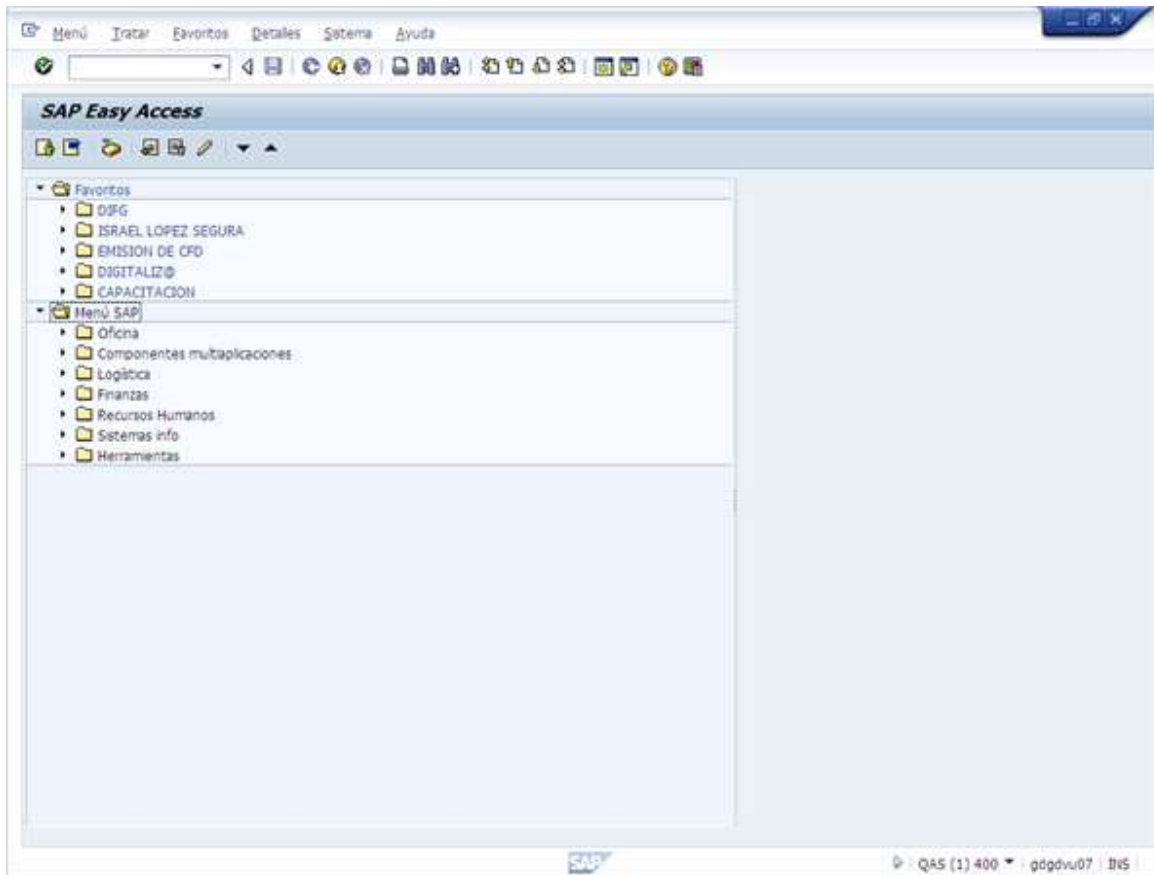 Menú Tratar Favoritos Detalles Sistema Ayuda
SAP Easy Access
Favoritos
DIFG
ISRAEL LOPEZ SEGURA
EMISION DE CFD
DIGITALIZ@
CAPACITACION
Menú SAP
Oficina
Componentes multiaplicaciones
Logística
Finanzas
Recursos Humanos
Sistemas info
Herramientas
SAP
QAS (1) 400 gdgdvu07 INS